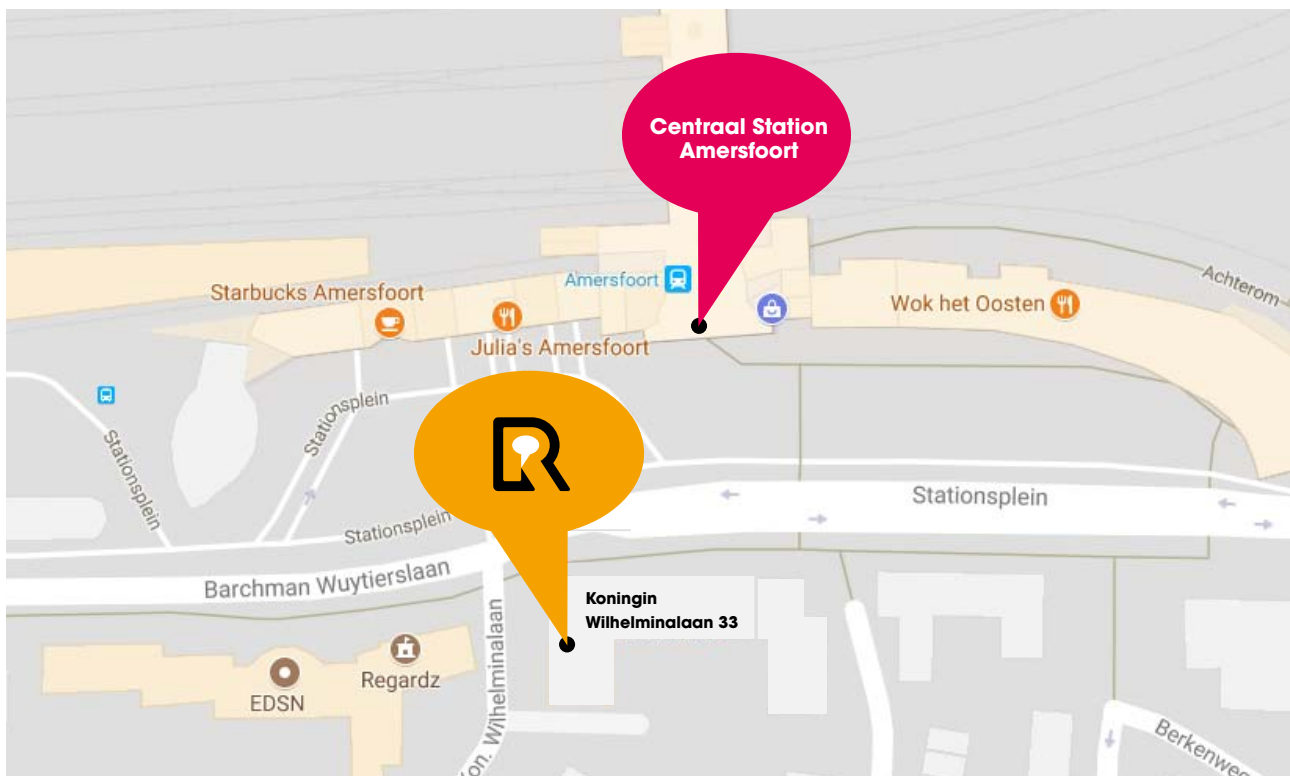 Centraal Station
Amersfoort
Achterom
Amersfoort
Starbucks Amersfoort
Wok het Oosten
Julia's Amersfoort
Stationsplein
Stationsplein
R
Stationsplein
Stationsplein
Barchman Wuytierslaan
Koningin
Wilhelminalaan 33
Kon. Wilhelminalaan
Regardz
EDSN
Berkenweg